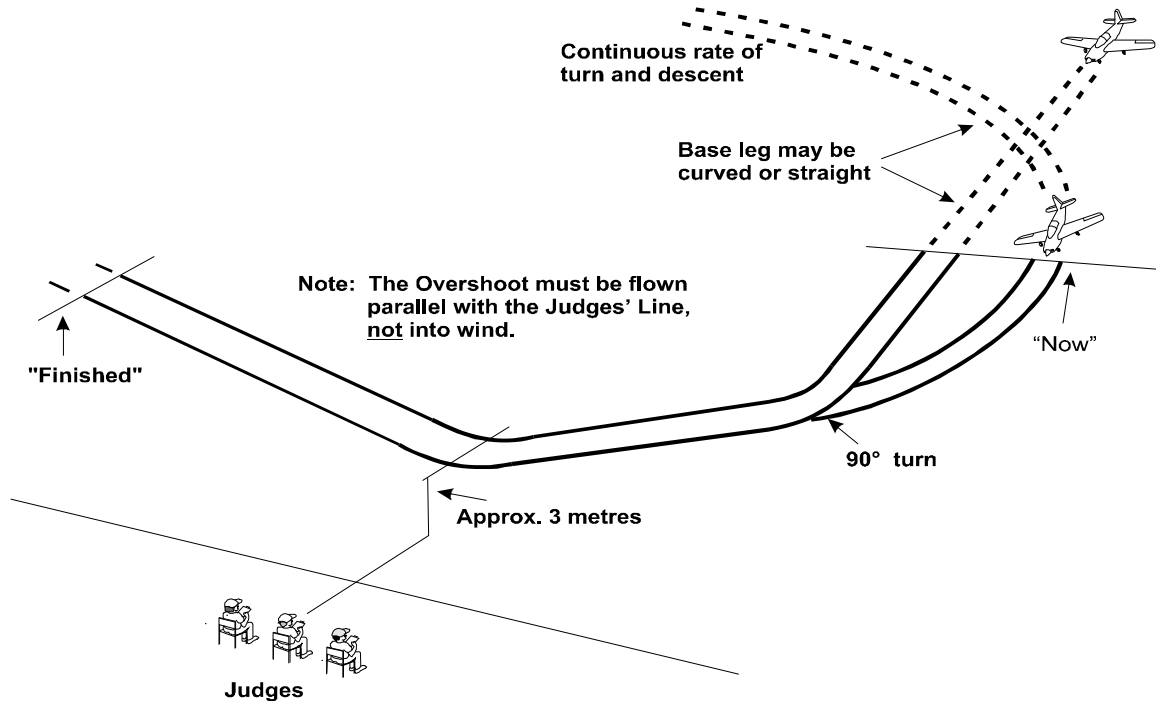 Continuous rate of
turn and descent
Base leg may be
curved or straight
Note: The Overshoot must be flown
parallel with the Judges’ Line,
not into wind.
"Finished"
“Now”
90° turn
Approx. 3 metres
Judges